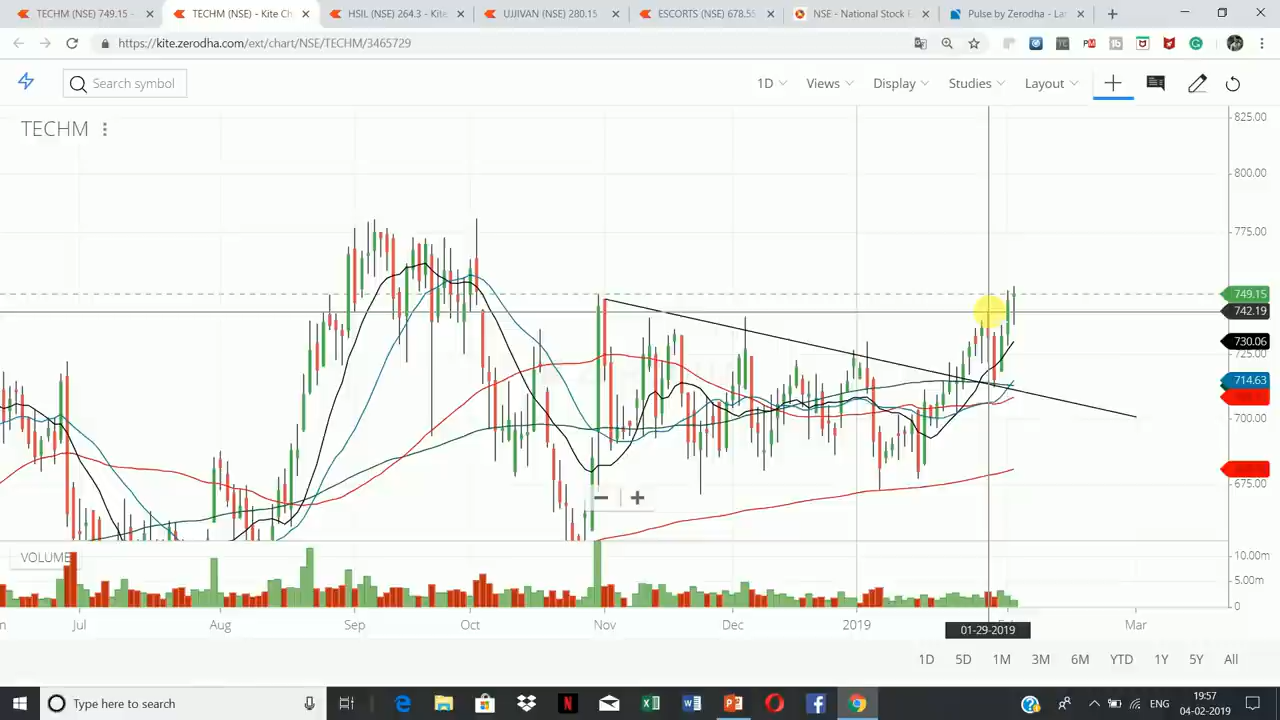 TECHM (NSE) 749.15 -
TECHM (NSE) - Kite Ch
HSIL (NSE) 264.3 - Kite
UJJIVAN (NSE) 280.15
ESCORTS (NSE) 678.55
NSE - National Stock E
Pulse by Zerodha - Lat
https://kite.zerodha.com/ext/chart/NSE/TECHM/3465729
Search symbol
1D Views Display Studies Layout
TECHM
825.00
800.00
775.00
749.15
742.19
730.06
725.00
714.63
700.00
675.00
VOLUME
10.00m
5.00m
0
Jul Aug Sep Oct Nov Dec 2019 01-29-2019 Mar
1D 5D 1M 3M 6M YTD 1Y 5Y All
Type here to search
ENG
19:57
04-02-2019